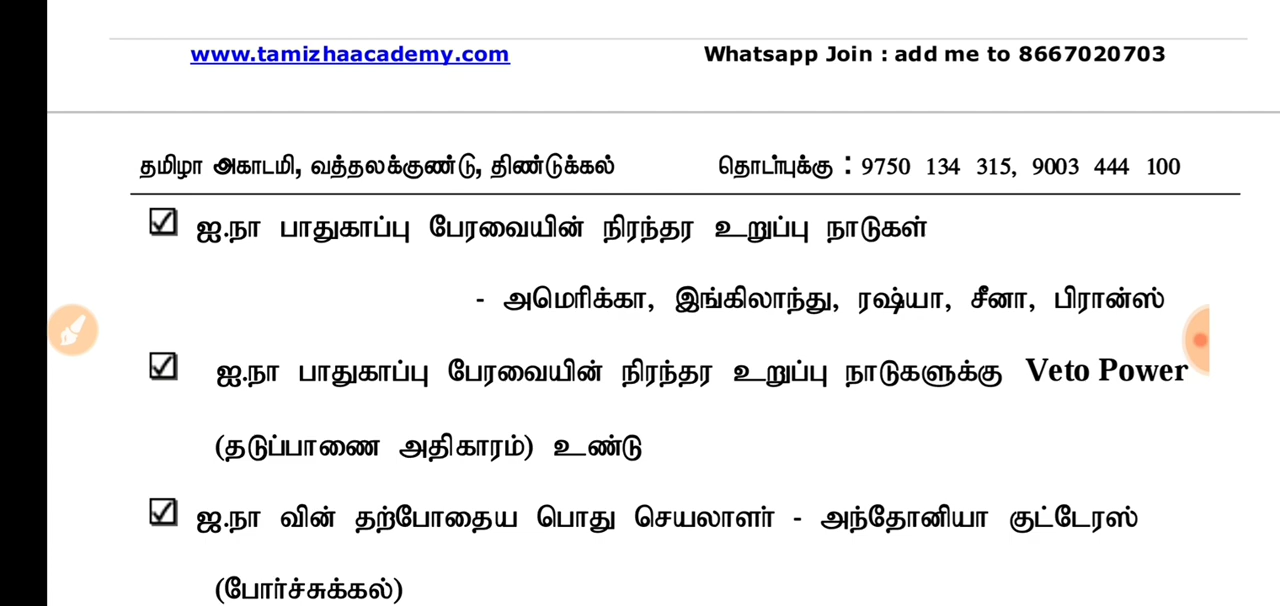 www.tamizhaacademy.com Whatsapp Join : add me to 8667020703
தமிழா அகாடமி, வத்தலக்குண்டு, திண்டுக்கல் தொடர்புக்கு : 9750 134 315, 9003 444 100
ஐ.நா பாதுகாப்பு பேரவையின் நிரந்தர உறுப்பு நாடுகள்
- அமெரிக்கா, இங்கிலாந்து, ரஷ்யா, சீனா, பிரான்ஸ்
ஐ.நா பாதுகாப்பு பேரவையின் நிரந்தர உறுப்பு நாடுகளுக்கு Veto Power
(தடுப்பாணை அதிகாரம்) உண்டு
ஐ.நா வின் தற்போதைய பொது செயலாளர் - அந்தோனியா குட்டேரஸ்
(போர்ச்சுக்கல்)